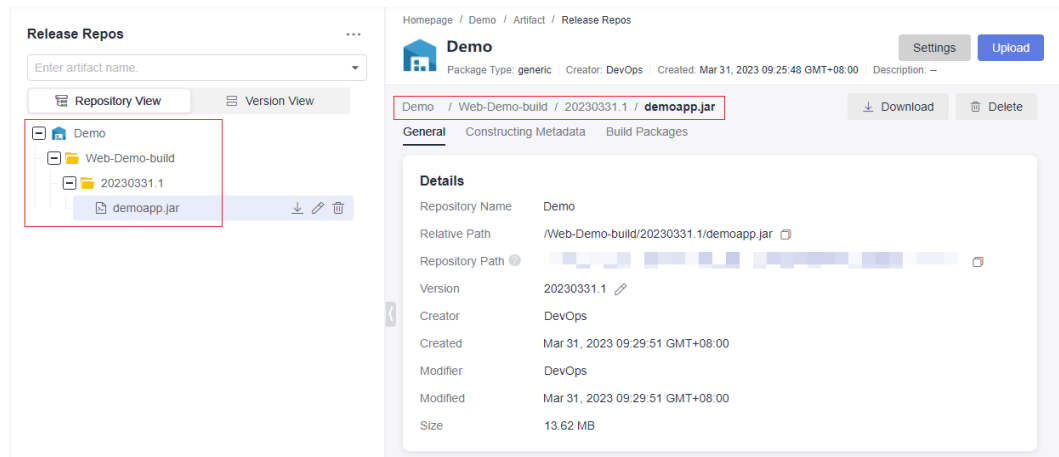 Release Repos
Enter artifact name.
Repository View
Version View
Demo
Web-Demo-build
20230331.1
demoapp.jar
Homepage / Demo / Artifact / Release Repos
Demo
Package Type: generic Creator: DevOps Created: Mar 31, 2023 09:25:48 GMT+08:00 Description: --
Settings
Upload
Demo / Web-Demo-build / 20230331.1 / demoapp.jar
Download
Delete
General Constructing Metadata Build Packages
Details
Repository Name Demo
Relative Path /Web-Demo-build/20230331.1/demoapp.jar
Repository Path
Version 20230331.1
Creator DevOps
Created Mar 31, 2023 09:29:51 GMT+08:00
Modifier DevOps
Modified Mar 31, 2023 09:29:51 GMT+08:00
Size 13.62 MB